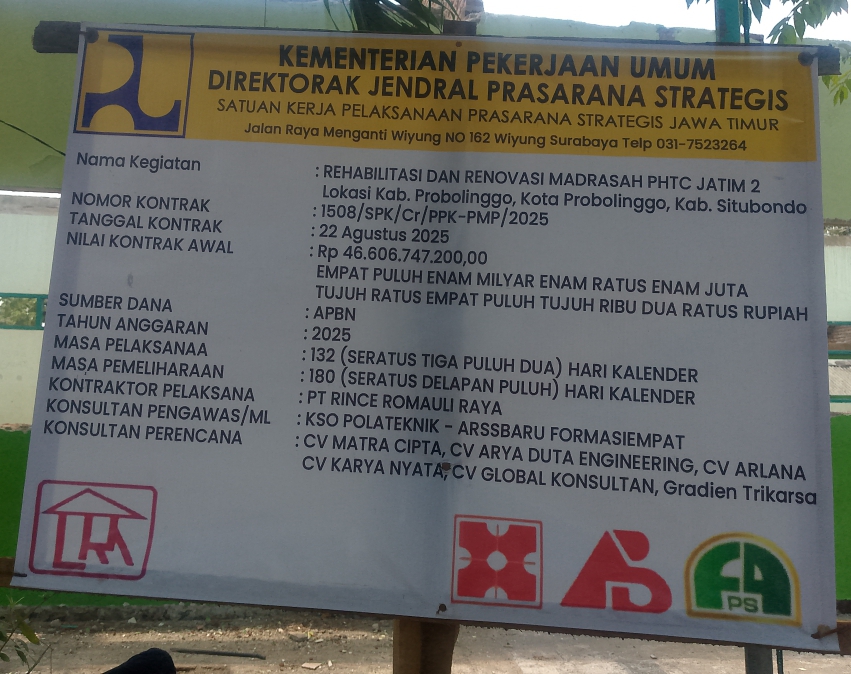 KEMENTERIAN PEKERJAAN UMUM
DIREKTORAK JENDRAL PRASARANA STRATEGIS
SATUAN KERJA PELAKSANAAN PRASARANA STRATEGIS JAWA TIMUR
Jalan Raya Menganti Wiyung NO 162 Wiyung Surabaya Telp 031-7523264
Nama Kegiatan : REHABILITASI DAN RENOVASI MADRASAH PHTC JATIM 2
Lokasi Kab. Probolinggo, Kota Probolinggo, Kab. Situbondo
NOMOR KONTRAK : 1508/SPK/Cr/PPK-PMP/2025
TANGGAL KONTRAK : 22 Agustus 2025
NILAI KONTRAK AWAL : Rp 46.606.747.200,00
EMPAT PULUH ENAM MILYAR ENAM RATUS ENAM JUTA
TUJUH RATUS EMPAT PULUH TUJUH RIBU DUA RATUS RUPIAH
SUMBER DANA : APBN
TAHUN ANGGARAN : 2025
MASA PELAKSANAA : 132 (SERATUS TIGA PULUH DUA) HARI KALENDER
MASA PEMELIHARAAN : 180 (SERATUS DELAPAN PULUH) HARI KALENDER
KONTRAKTOR PELAKSANA : PT RINCE ROMAULI RAYA
KONSULTAN PENGAWAS/ML : KSO POLATEKNIK - ARSSBARU FORMASIEMPAT
KONSULTAN PERENCANA : CV MATRA CIPTA, CV ARYA DUTA ENGINEERING, CV ARLANA
CV KARYA NYATA, CV GLOBAL KONSULTAN, Gradien Trikarsa
PS